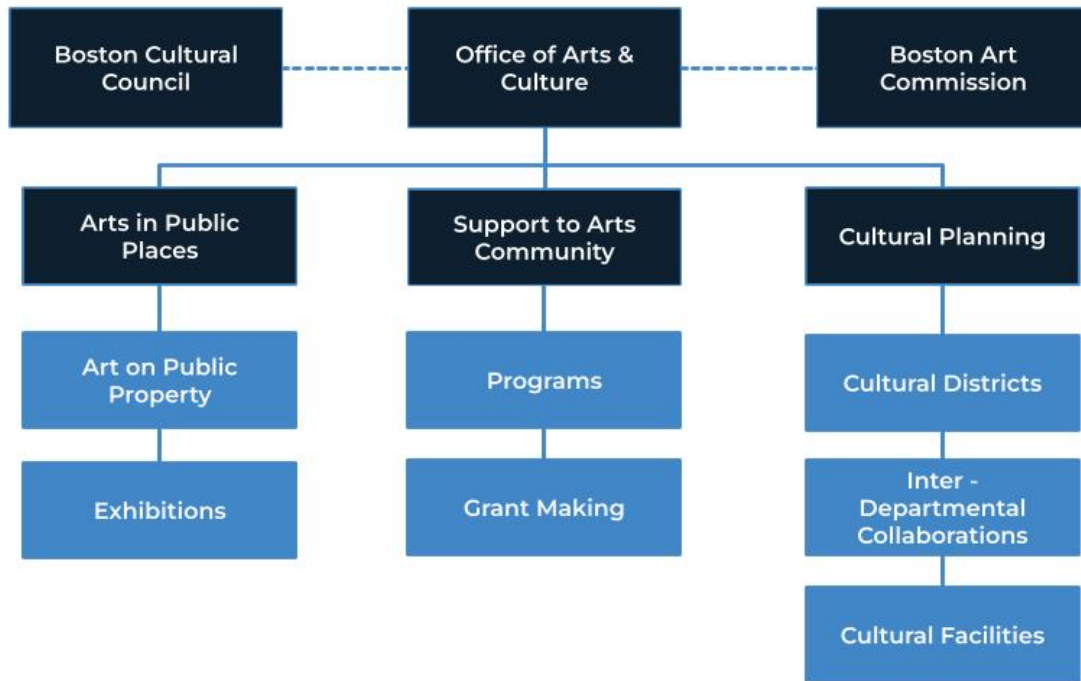 Boston Cultural
Council
Office of Arts &
Culture
Boston Art
Commission
Arts in Public
Places
Support to Arts
Community
Cultural Planning
Art on Public
Property
Programs
Cultural Districts
Exhibitions
Grant Making
Inter -
Departmental
Collaborations
Cultural Facilities